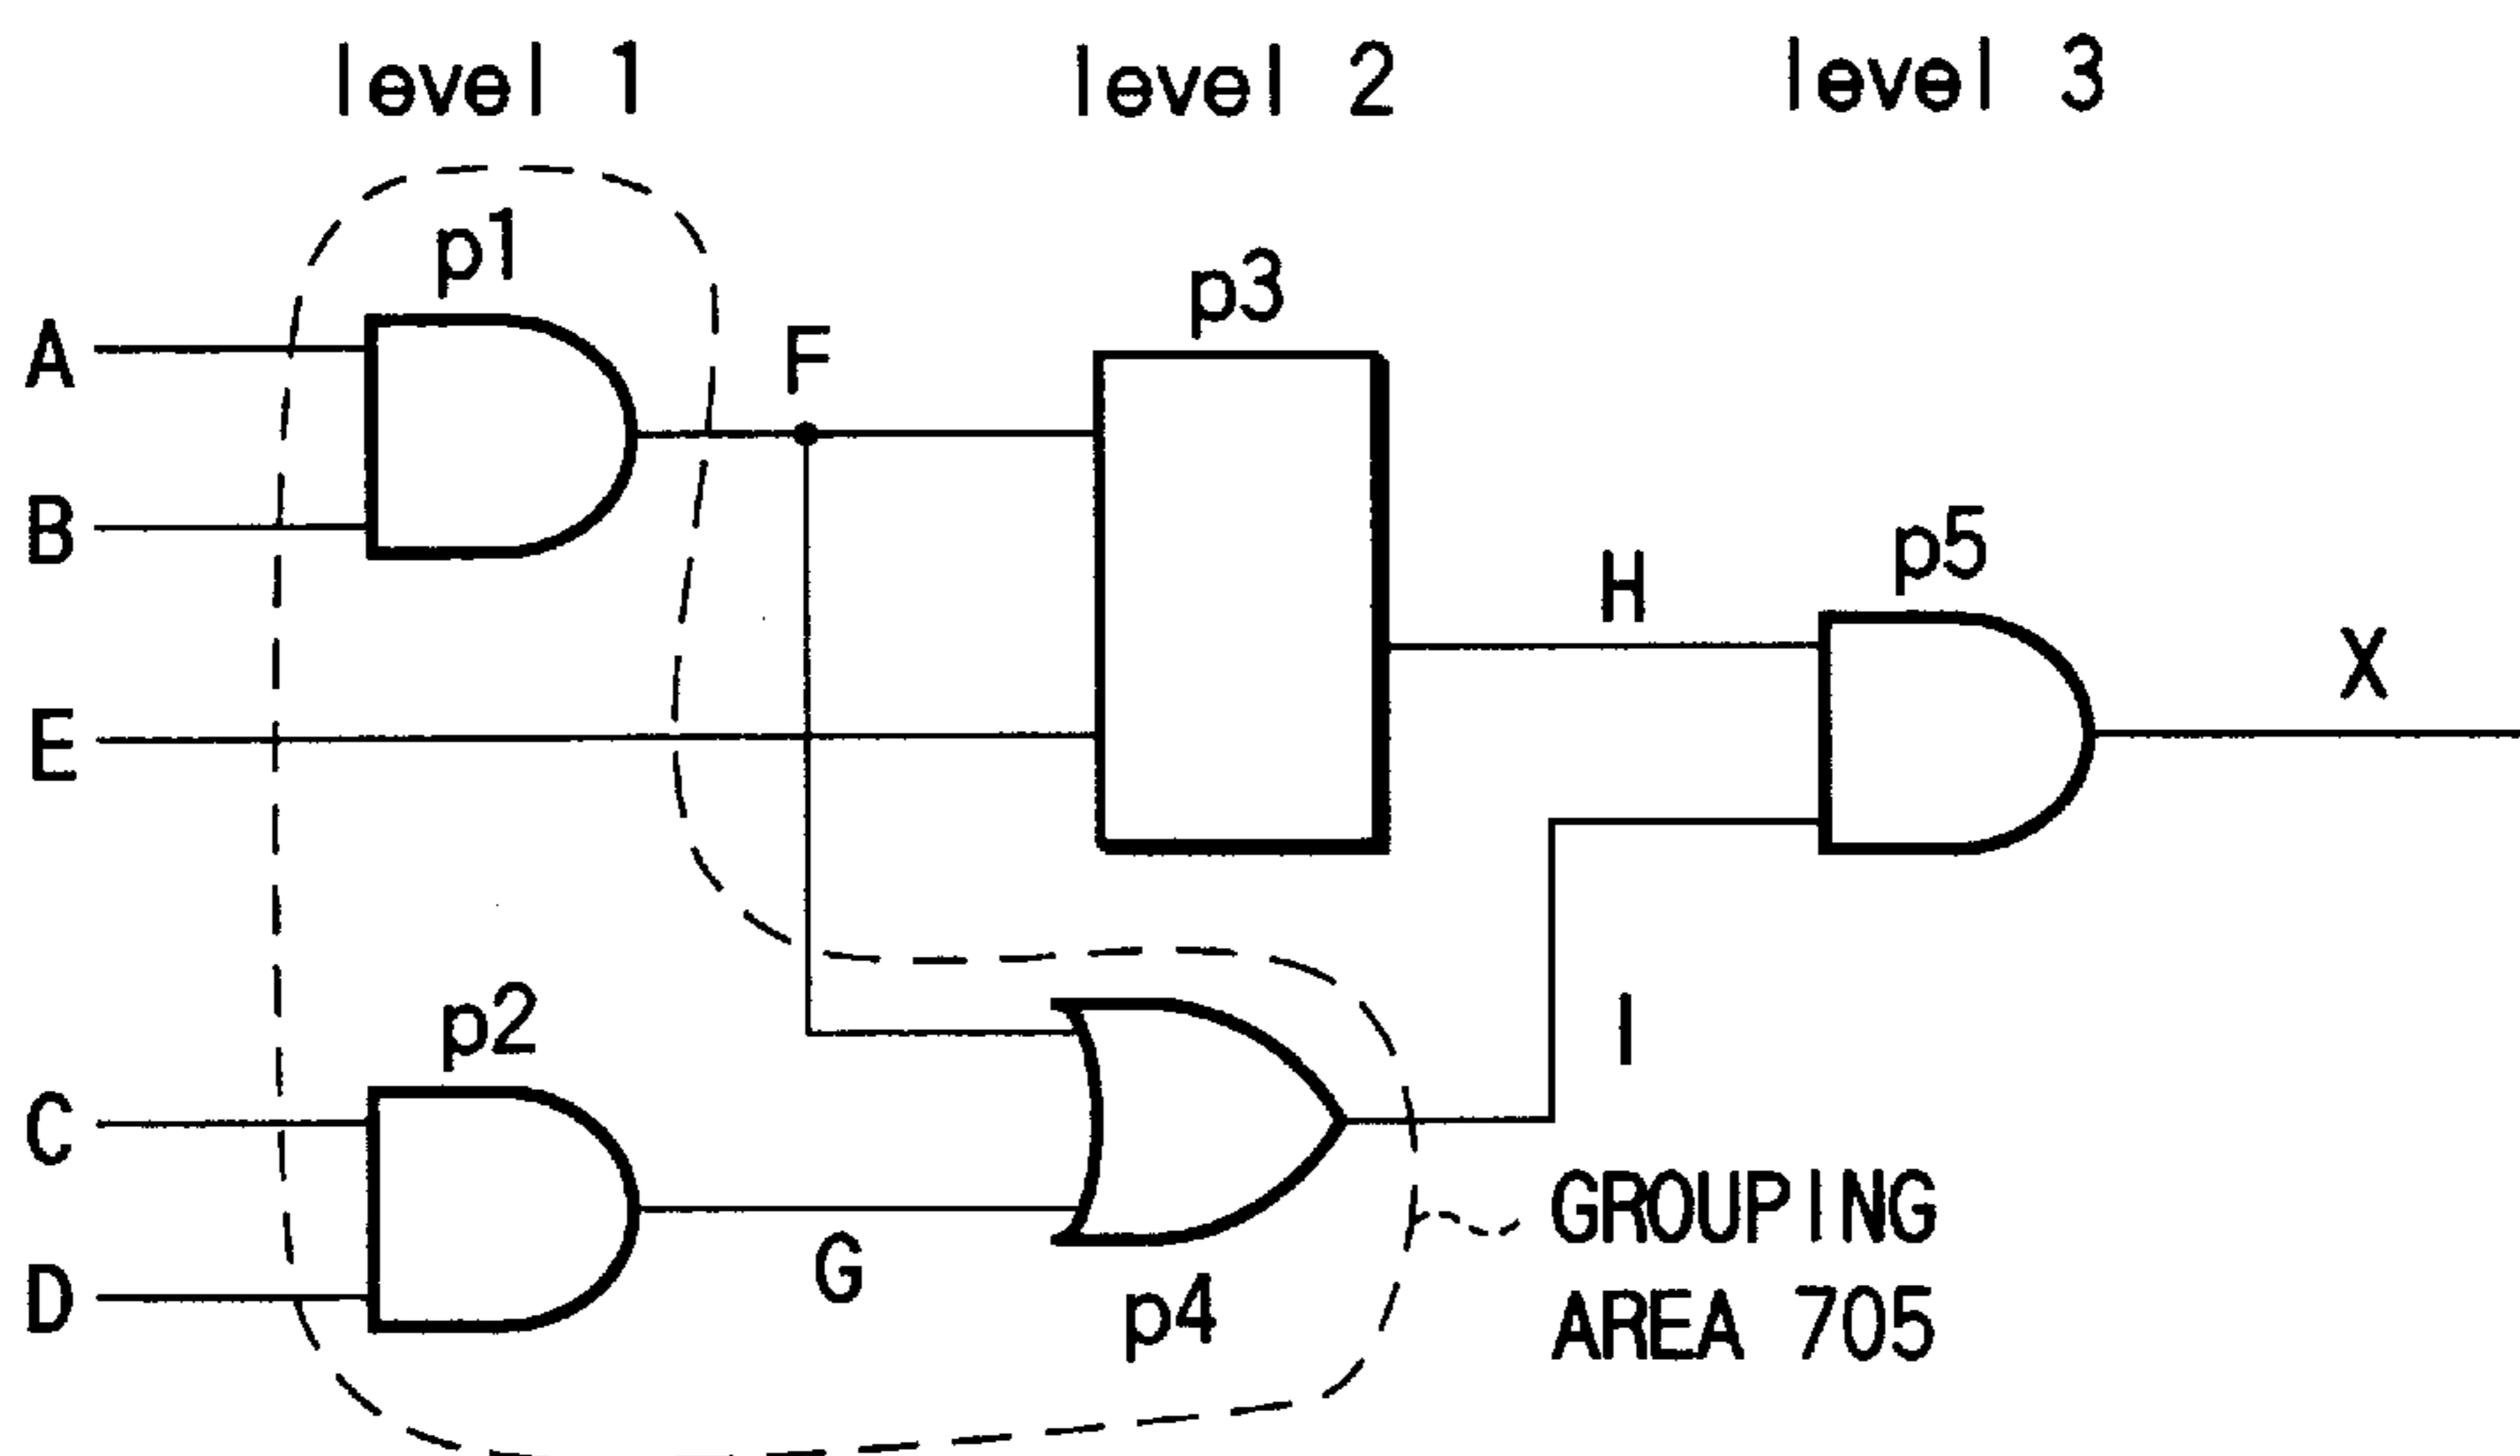 level 1
level 2
level 3
p1
A
F
p3
B
H
p5
E
X
p2
I
C
G
p4
D
GROUPING
AREA 705